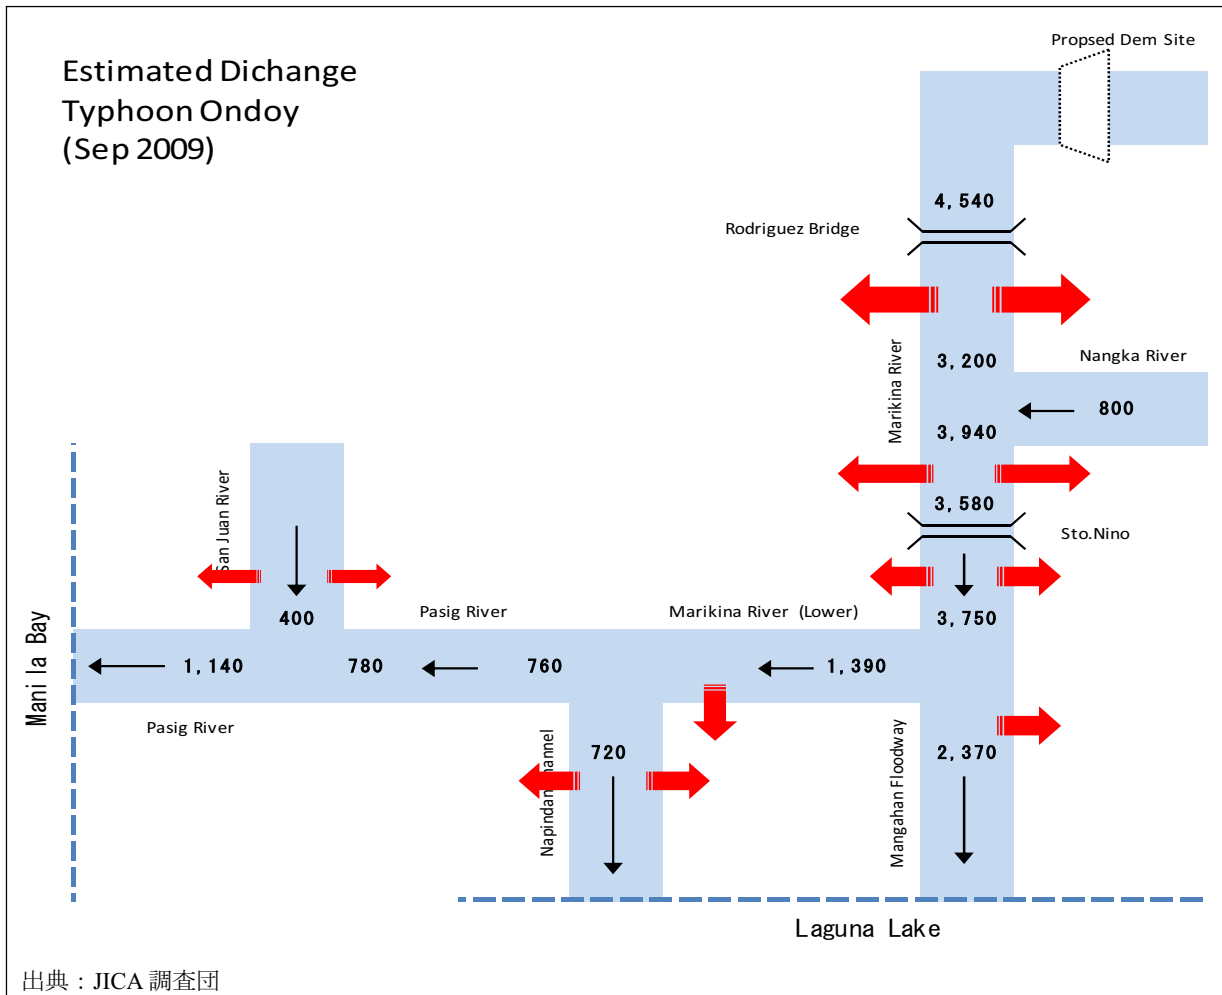 Propsed Dem Site
Estimated Dichange
Typhoon Ondoy
(Sep 2009)
4,540
Rodriguez Bridge
Marikina River
3,200
Nangka River
800
3,940
3,580
Sto.Nino
San Juan River
400
Pasig River
Marikina River (Lower)
3,750
Manila Bay
1,140
780
760
1,390
Pasig River
Napindan Channel
720
Mangahan Floodway
2,370
Laguna Lake
出典：JICA 調査団